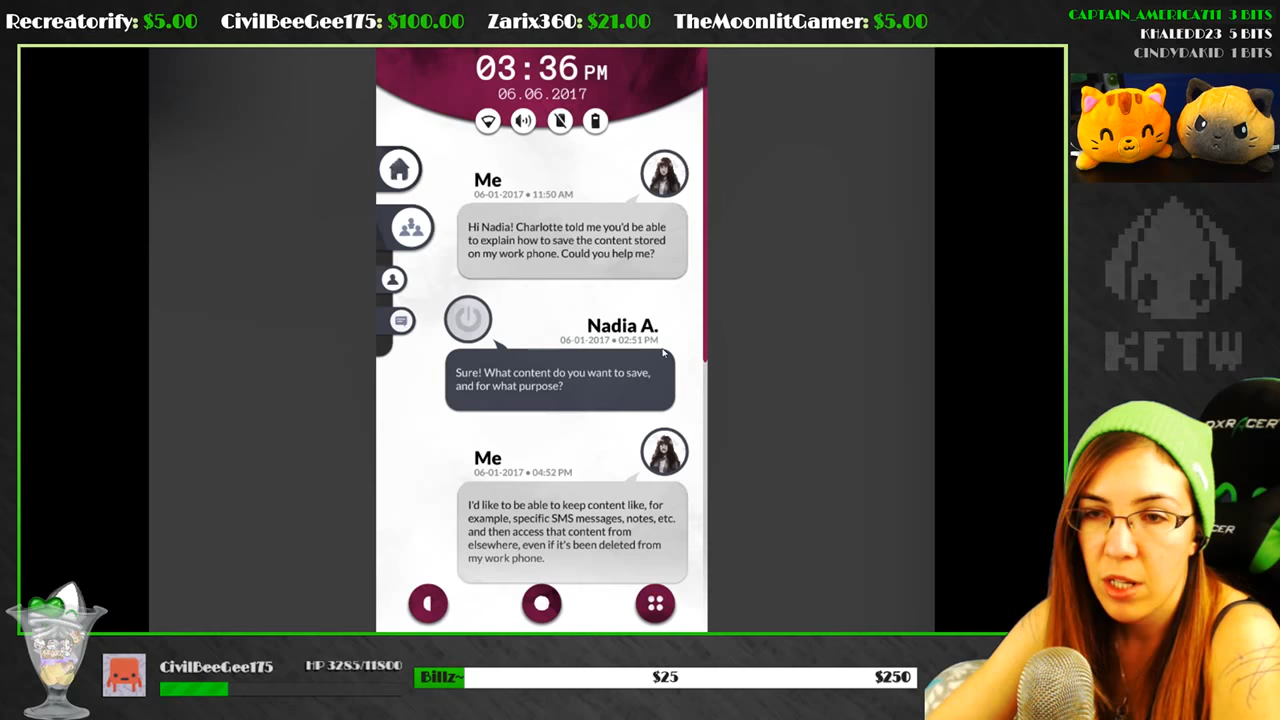 Recreatorify: $5.00 CivilBeeGee175: $100.00 Zarix360: $21.00 TheMoonlitGamer: $5.00
CAPTAIN_AMERICA711 3 BITS
KHALEDD23 5 BITS
CINDYDAKID 1 BITS
03:36 PM
06.06.2017
Me
06-01-2017 • 11:50 AM
Hi Nadia! Charlotte told me you'd be able
to explain how to save the content stored
on my work phone. Could you help me?
Nadia A.
06-01-2017 • 02:51 PM
Sure! What content do you want to save,
and for what purpose?
Me
06-01-2017 • 04:52 PM
I'd like to be able to keep content like, for
example, specific SMS messages, notes, etc.
and then access that content from
elsewhere, even if it's been deleted from
my work phone.
KFTW
DXRACER
CivilBeeGee175 HP 3285/11800
Billz~ $25 $250